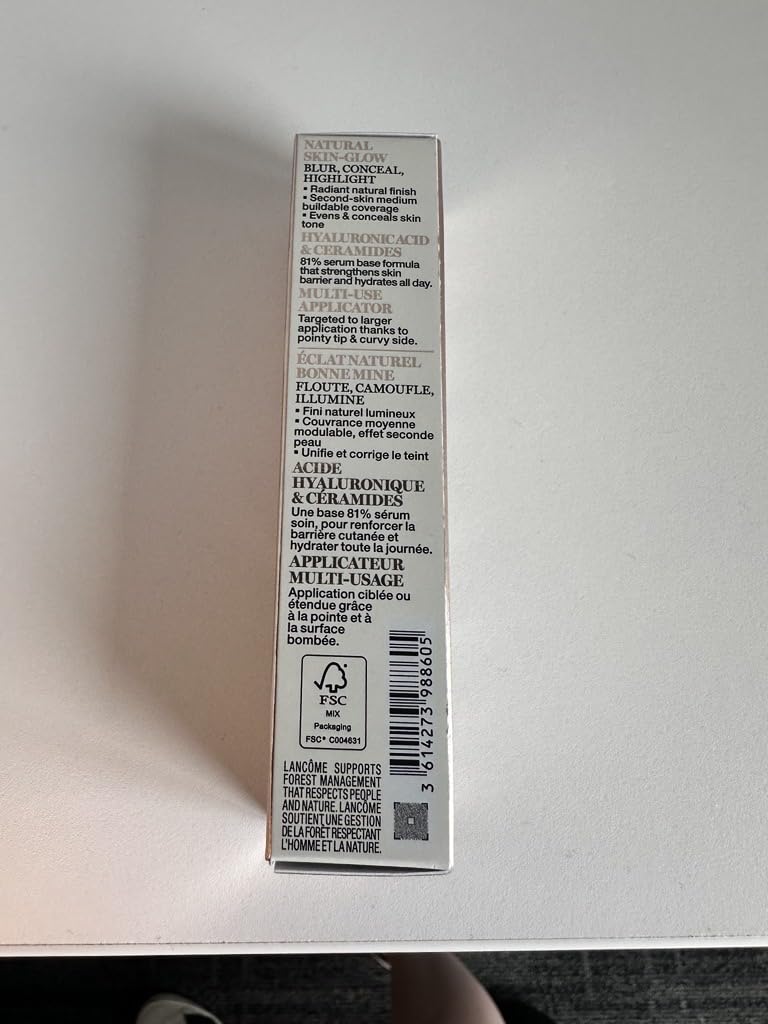 NATURAL
SKIN-GLOW
BLUR, CONCEAL,
HIGHLIGHT
▪ Radiant natural finish
▪ Second-skin medium
buildable coverage
▪ Evens & conceals skin
tone
HYALURONIC ACID
& CERAMIDES
81% serum base formula
that strengthens skin
barrier and hydrates all day.
MULTI-USE
APPLICATOR
Targeted to larger
application thanks to
pointy tip & curvy side.
ÉCLAT NATUREL
BONNE MINE
FLOUTE, CAMOUFLE,
ILLUMINE
▪ Fini naturel lumineux
▪ Couvrance moyenne
modulable, effet seconde
peau
▪ Unifie et corrige le teint
ACIDE
HYALURONIQUE
& CÉRAMIDES
Une base 81% sérum
soin, pour renforcer la
barrière cutanée et
hydrater toute la journée.
APPLICATEUR
MULTI-USAGE
Application ciblée ou
étendue grâce
à la pointe et à
la surface
bombée.
FSC
MIX
Packaging
FSC® C004631
3 614273 988605
LANCÔME SUPPORTS
FOREST MANAGEMENT
THAT RESPECTS PEOPLE
AND NATURE. LANCÔME
SOUTIENT UNE GESTION
DE LA FORÊT RESPECTANT
L'HOMME ET LA NATURE.